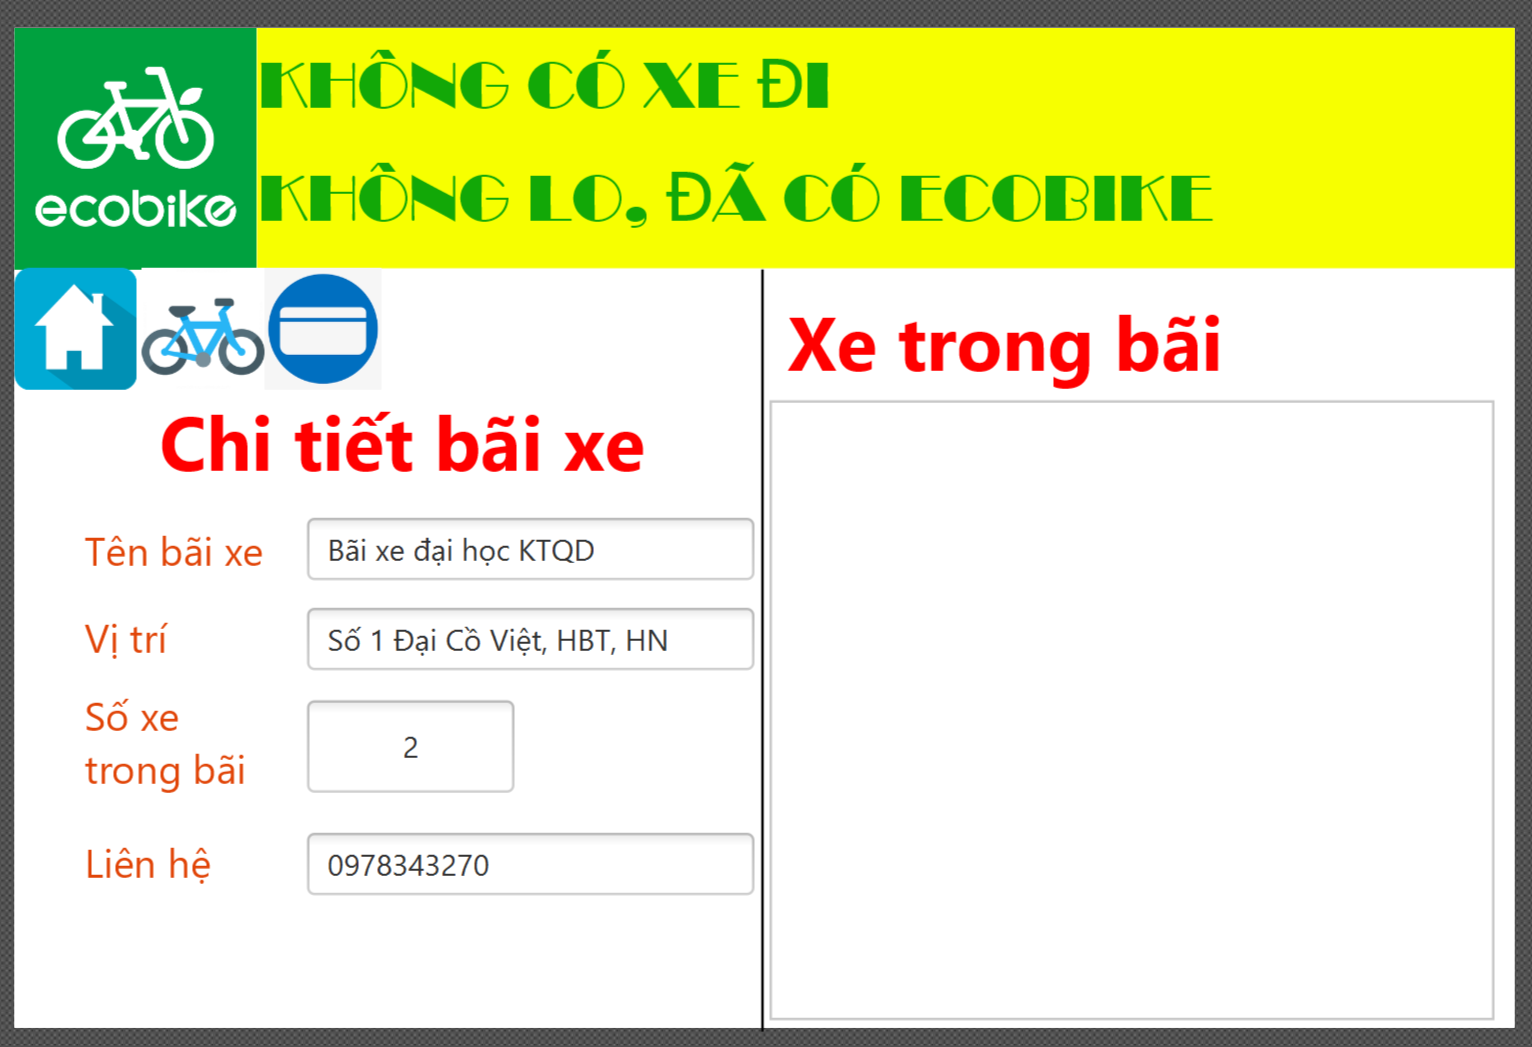 ecobike
KHÔNG CÓ XE ĐI
KHÔNG LO, ĐÃ CÓ ECOBIKE
Chi tiết bãi xe
Tên bãi xe
Bãi xe đại học KTQD
Vị trí
Số 1 Đại Cồ Việt, HBT, HN
Số xe
trong bãi
2
Liên hệ
0978343270
Xe trong bãi